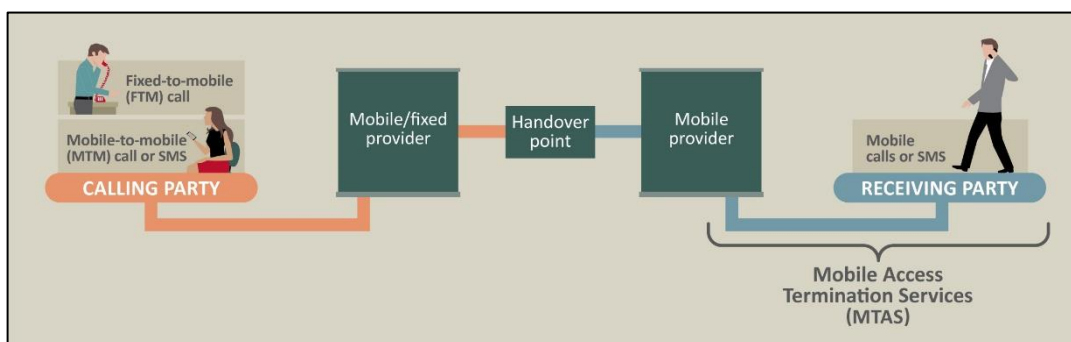 Fixed-to-mobile
(FTM) call
Mobile-to-mobile
(MTM) call or SMS
CALLING PARTY
Mobile/fixed
provider
Handover
point
Mobile
provider
Mobile
calls or SMS
RECEIVING PARTY
Mobile Access
Termination Services
(MTAS)